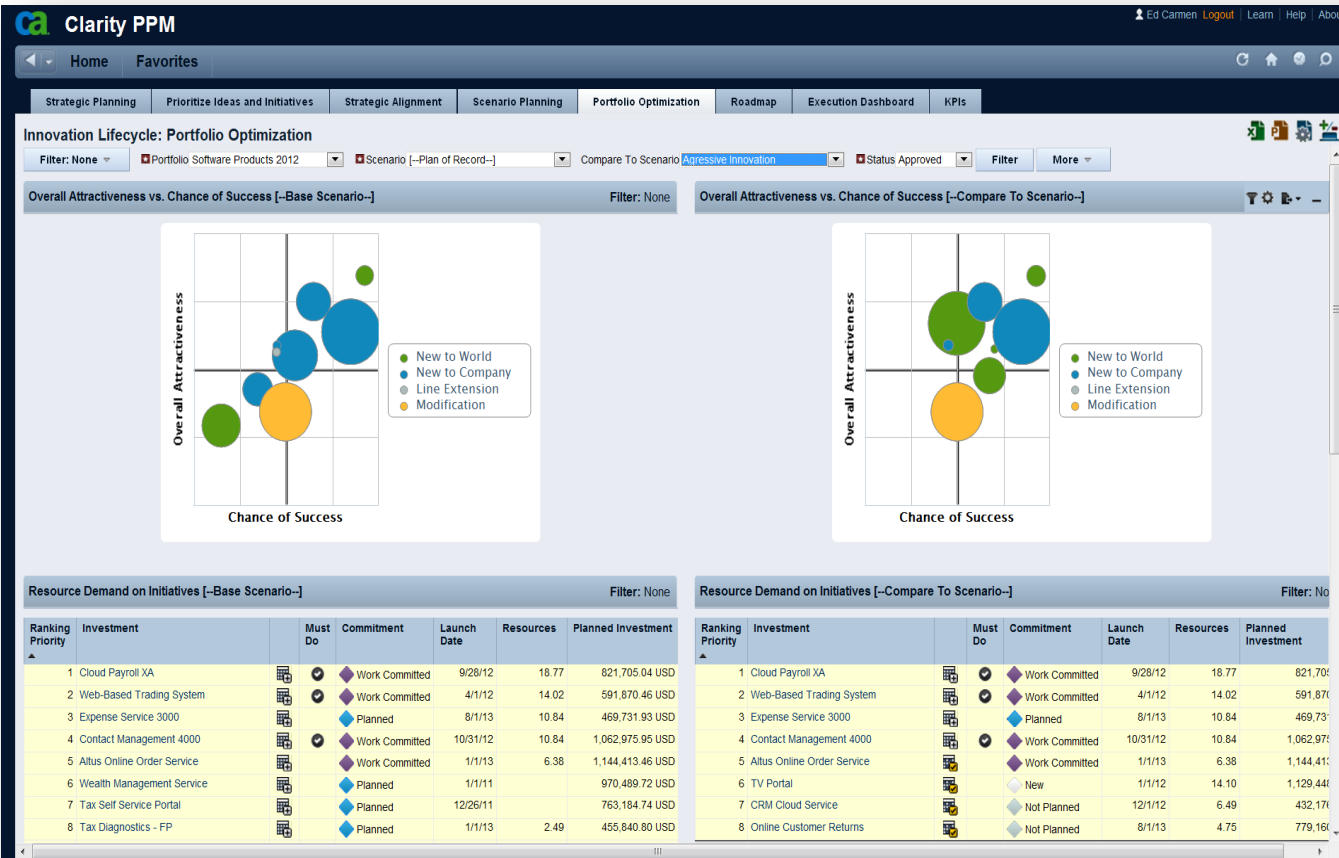 ca Clarity PPM
Ed Carmen Logout | Learn | Help | Abou
Home Favorites
Strategic Planning Prioritize Ideas and Initiatives Strategic Alignment Scenario Planning Portfolio Optimization Roadmap Execution Dashboard KPIs
Innovation Lifecycle: Portfolio Optimization
Filter: None Portfolio Software Products 2012 Scenario [--Plan of Record--] Compare To Scenario Agressive Innovation Status Approved Filter More
Overall Attractiveness vs. Chance of Success [--Base Scenario--] Filter: None
Overall Attractiveness
New to World
New to Company
Line Extension
Modification
Chance of Success
Overall Attractiveness vs. Chance of Success [--Compare To Scenario--]
Overall Attractiveness
New to World
New to Company
Line Extension
Modification
Chance of Success
Resource Demand on Initiatives [--Base Scenario--] Filter: None
Ranking Priority Investment Must Do Commitment Launch Date Resources Planned Investment
1 Cloud Payroll XA Work Committed 9/28/12 18.77 821,705.04 USD
2 Web-Based Trading System Work Committed 4/1/12 14.02 591,870.46 USD
3 Expense Service 3000 Planned 8/1/13 10.84 469,731.93 USD
4 Contact Management 4000 Work Committed 10/31/12 10.84 1,062,975.95 USD
5 Altus Online Order Service Work Committed 1/1/13 6.38 1,144,413.46 USD
6 Wealth Management Service Planned 1/1/11 970,489.72 USD
7 Tax Self Service Portal Planned 12/26/11 763,184.74 USD
8 Tax Diagnostics - FP Planned 1/1/13 2.49 455,840.80 USD
Resource Demand on Initiatives [--Compare To Scenario--] Filter: No
Ranking Priority Investment Must Do Commitment Launch Date Resources Planned Investment
1 Cloud Payroll XA Work Committed 9/28/12 18.77 821,705
2 Web-Based Trading System Work Committed 4/1/12 14.02 591,870
3 Expense Service 3000 Planned 8/1/13 10.84 469,731
4 Contact Management 4000 Work Committed 10/31/12 10.84 1,062,975
5 Altus Online Order Service Work Committed 1/1/13 6.38 1,144,413
6 TV Portal New 1/1/12 14.10 1,129,448
7 CRM Cloud Service Not Planned 12/1/12 6.49 432,176
8 Online Customer Returns Not Planned 8/1/13 4.75 779,160